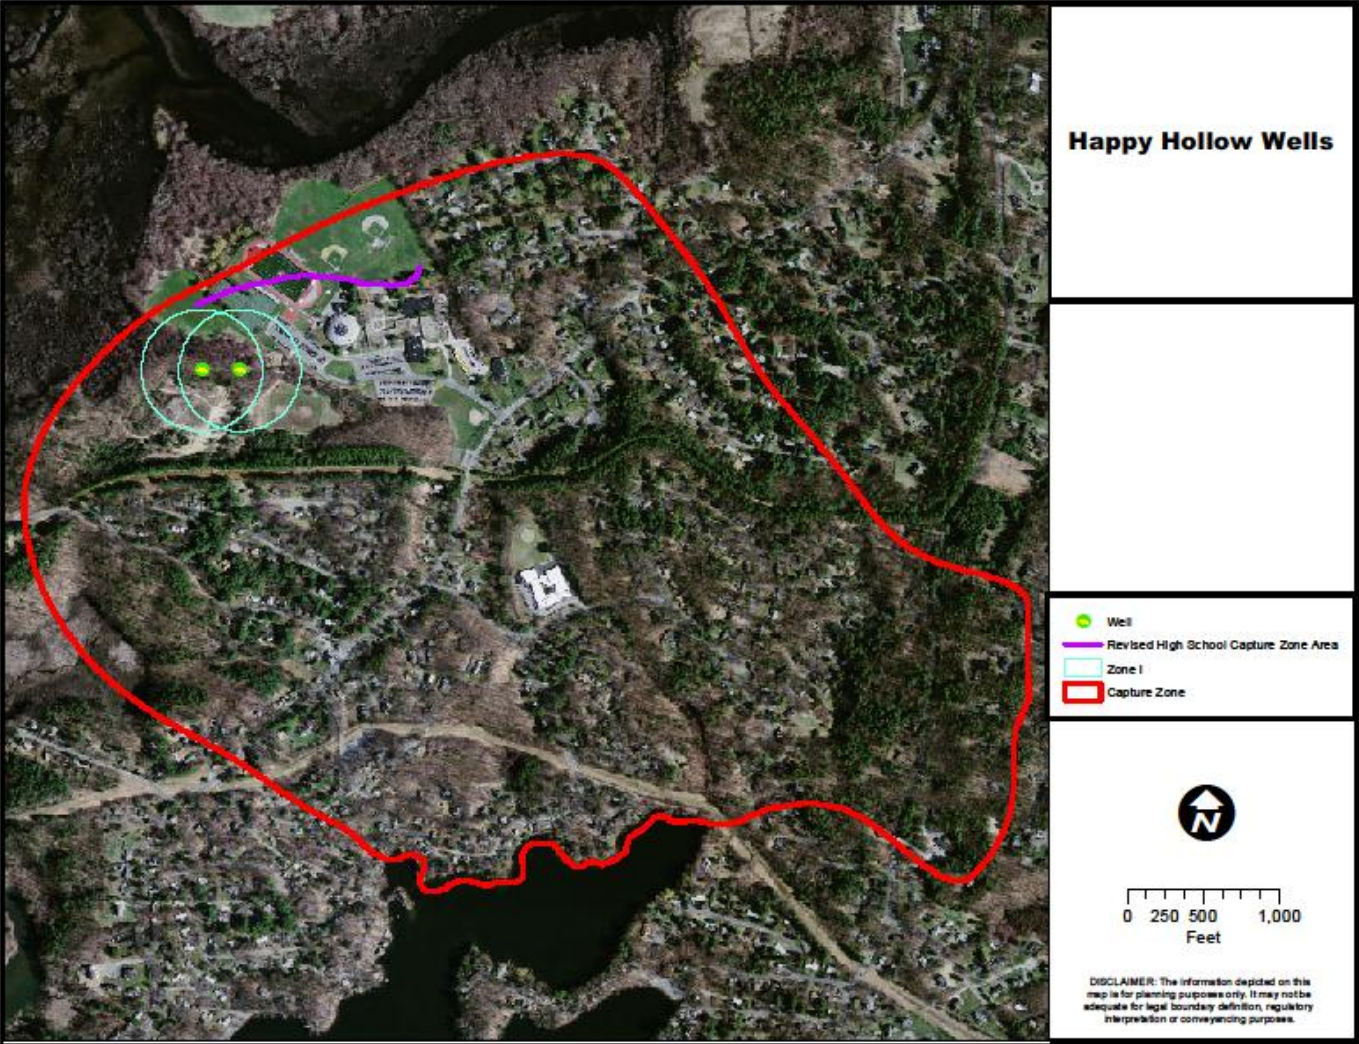 Happy Hollow Wells
Well
Revised High School Capture Zone Area
Zone I
Capture Zone
N
0 250 500 1,000
Feet
DISCLAIMER: The information depicted on this
map is for planning purposes only. It may not be
adequate for legal boundary definition, regulatory
interpretation or conveyancing purposes.